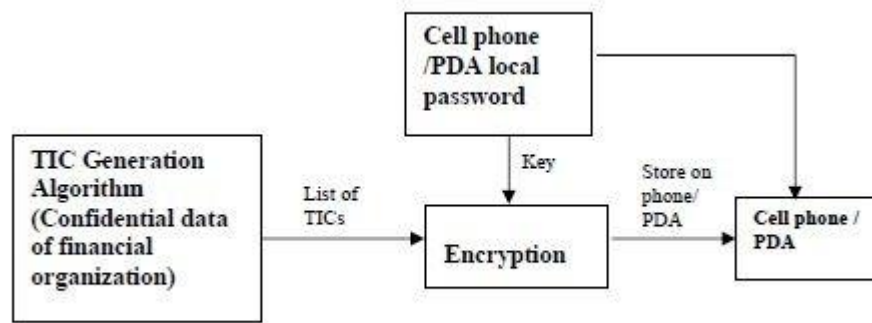 Cell phone
/PDA local
password
TIC Generation
Algorithm
(Confidential data
of financial
organization)
List of
TICs
Key
Encryption
Store on
phone/
PDA
Cell phone /
PDA